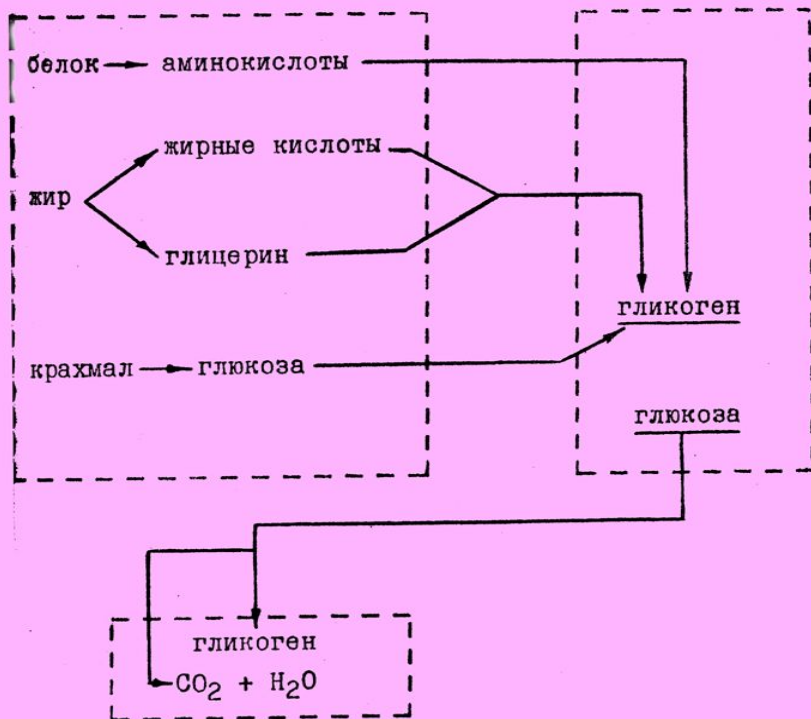 белок аминокислоты
жирные кислоты
жир
глицерин
гликоген
крахмал глюкоза
глюкоза
гликоген
CO₂ + H₂O